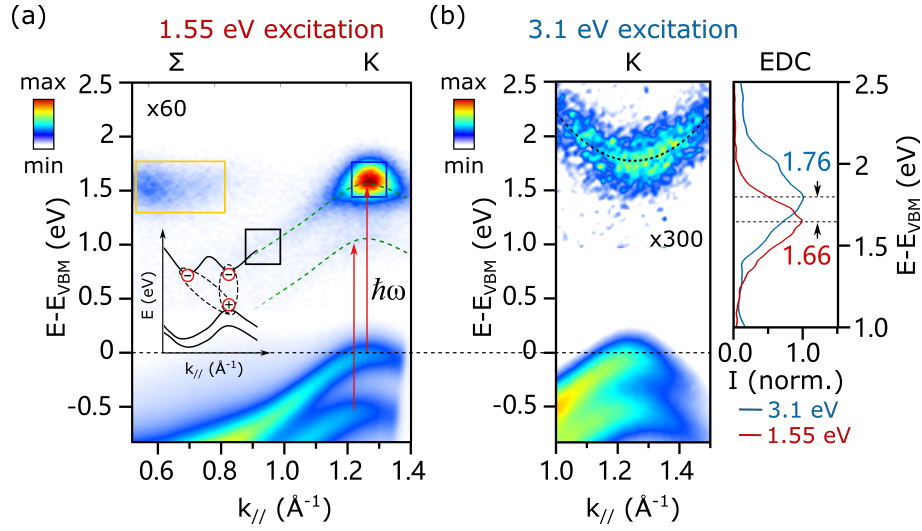 (a)
1.55 eV excitation
Σ K
max
min
x60
2.5
2.0
1.5
1.0
0.5
0
-0.5
E-E_VBM (eV)
ħω
E (eV)
k_// (Å⁻¹)
− −
+
0.6 0.8 1.0 1.2 1.4
k_// (Å⁻¹)
(b)
3.1 eV excitation
K
max
min
2.5
2.0
1.5
1.0
0.5
0
-0.5
E-E_VBM (eV)
x300
1.0 1.2 1.4
k_// (Å⁻¹)
EDC
1.76
1.66
2.5
2.0
1.5
1.0
E-E_VBM (eV)
0.0 1.0
I (norm.)
3.1 eV
1.55 eV